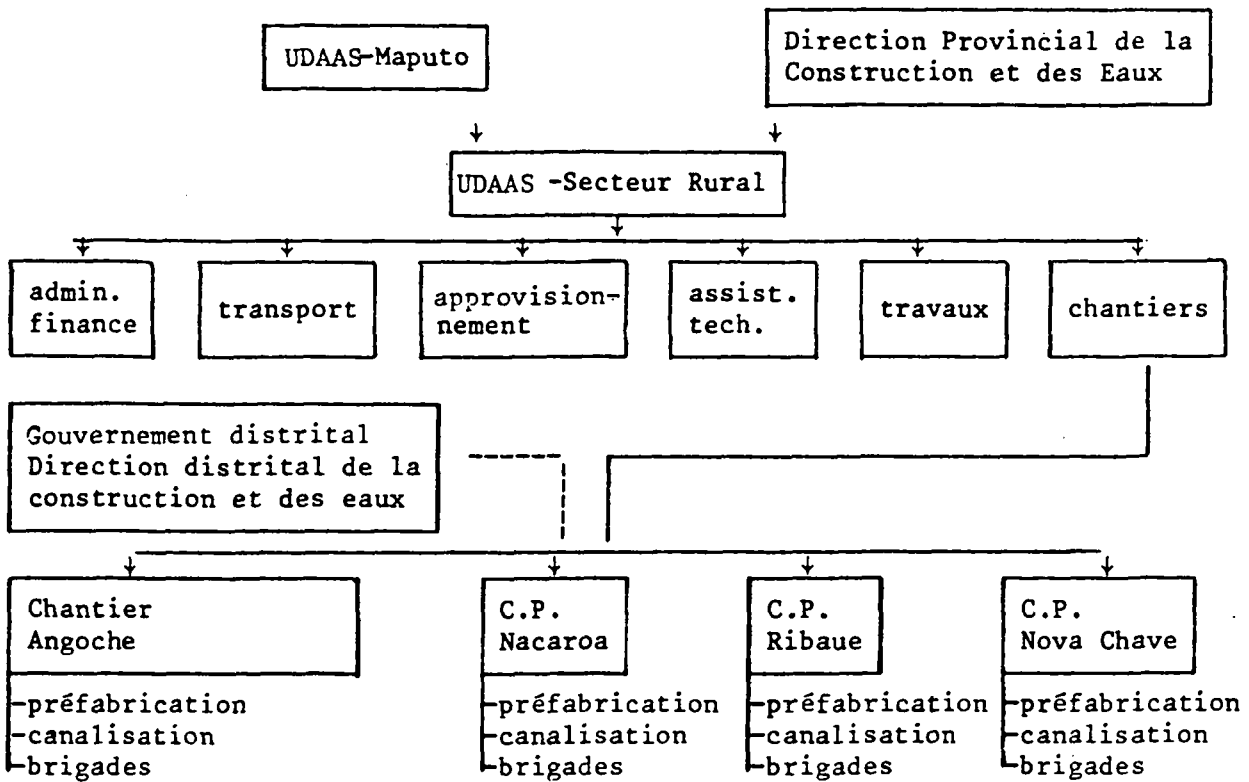 UDAAS-Maputo
Direction Provincial de la
Construction et des Eaux
UDAAS -Secteur Rural
admin.
finance
transport
approvision-
nement
assist.
tech.
travaux
chantiers
Gouvernement distrital
Direction distrital de la
construction et des eaux
Chantier
Angoche
-préfabrication
-canalisation
-brigades
C.P.
Nacaroa
-préfabrication
-canalisation
-brigades
C.P.
Ribaue
-préfabrication
-canalisation
-brigades
C.P.
Nova Chave
-préfabrication
-canalisation
-brigades